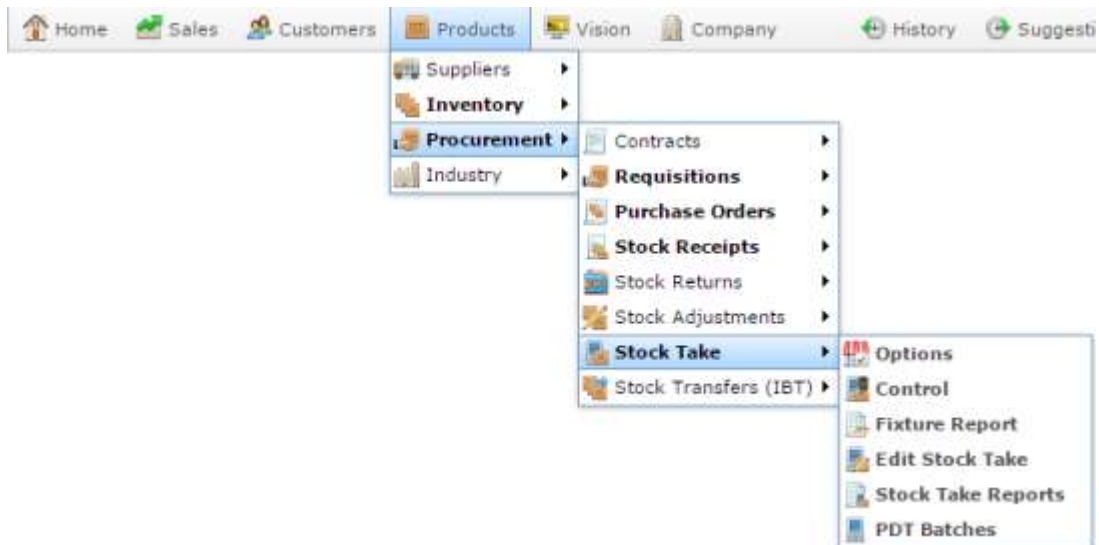 Home Sales Customers Products Vision Company History Suggesti
Suppliers
Inventory
Procurement
Industry
Contracts
Requisitions
Purchase Orders
Stock Receipts
Stock Returns
Stock Adjustments
Stock Take
Stock Transfers (IBT)
Options
Control
Fixture Report
Edit Stock Take
Stock Take Reports
PDT Batches